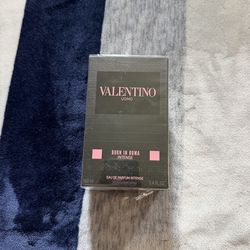 VALENTINO
UOMO
BORN IN ROMA
INTENSE
EAU DE PARFUM INTENSE